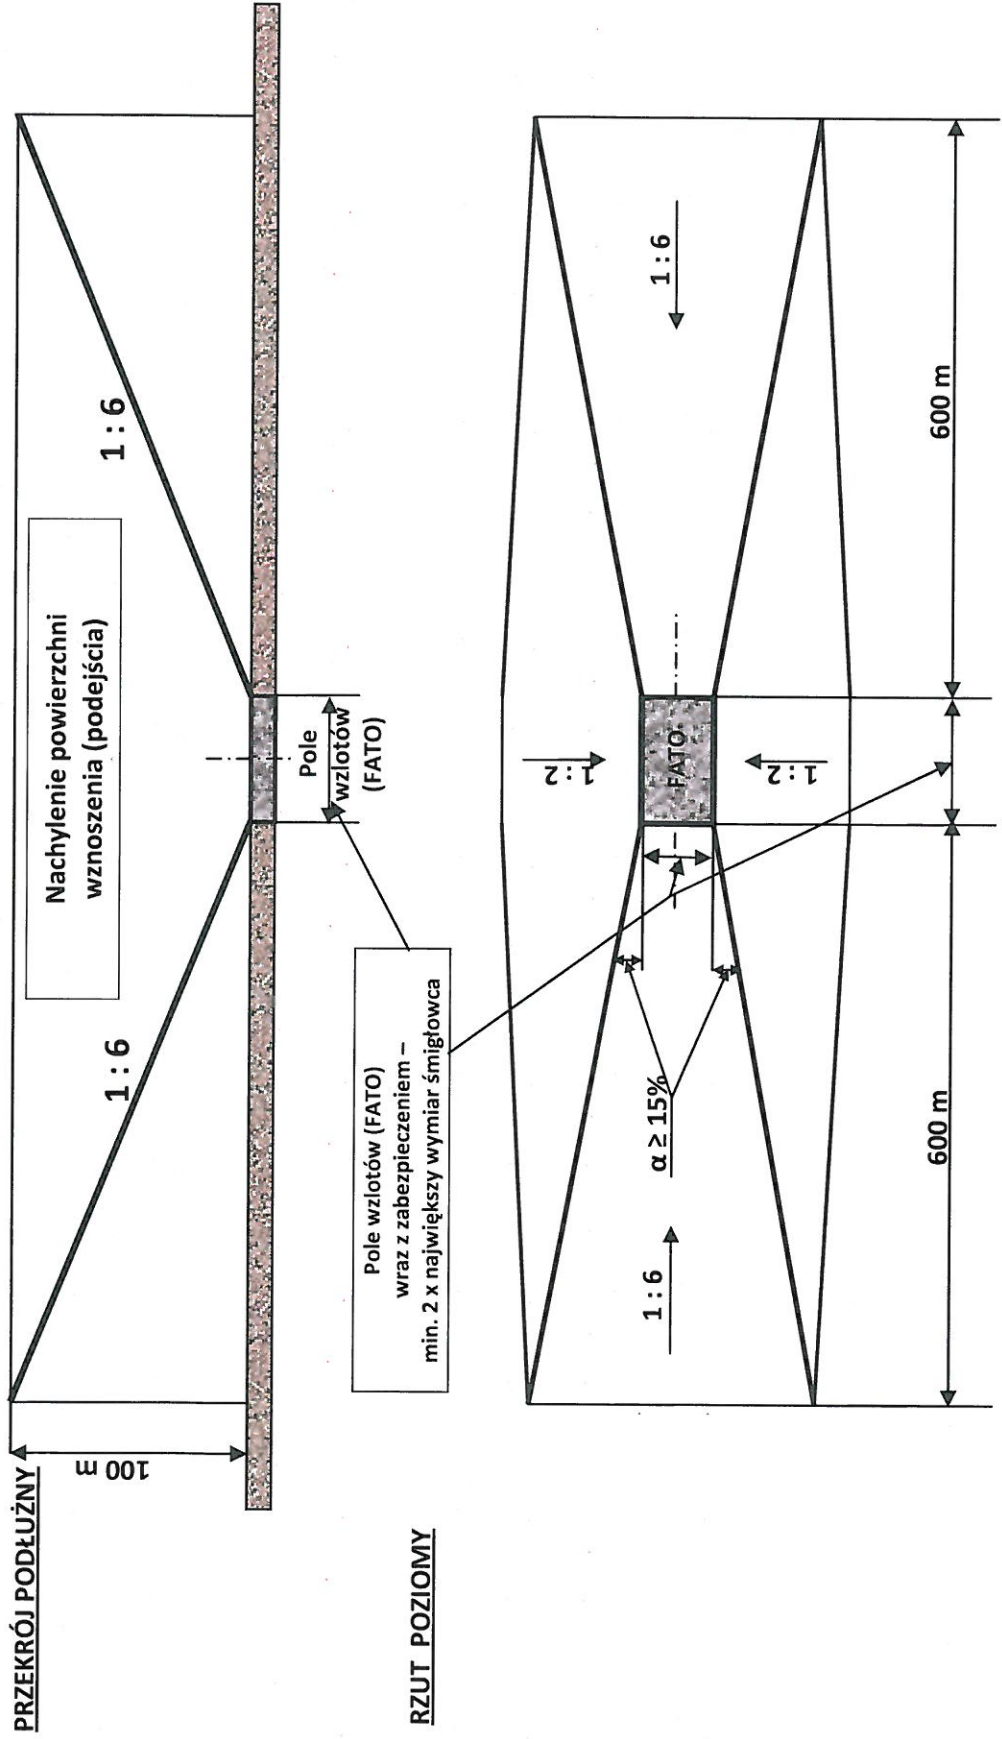 PRZEKRÓJ PODŁUŻNY
100 m
1 : 6
Nachylenie powierzchni
wznoszenia (podejścia)
1 : 6
Pole
wzlotów
(FATO)
Pole wzlotów (FATO)
wraz z zabezpieczeniem –
min. 2 x największy wymiar śmigłowca
RZUT POZIOMY
1 : 2
1 : 6
α ≥ 15%
FATO
1 : 6
1 : 2
600 m
600 m